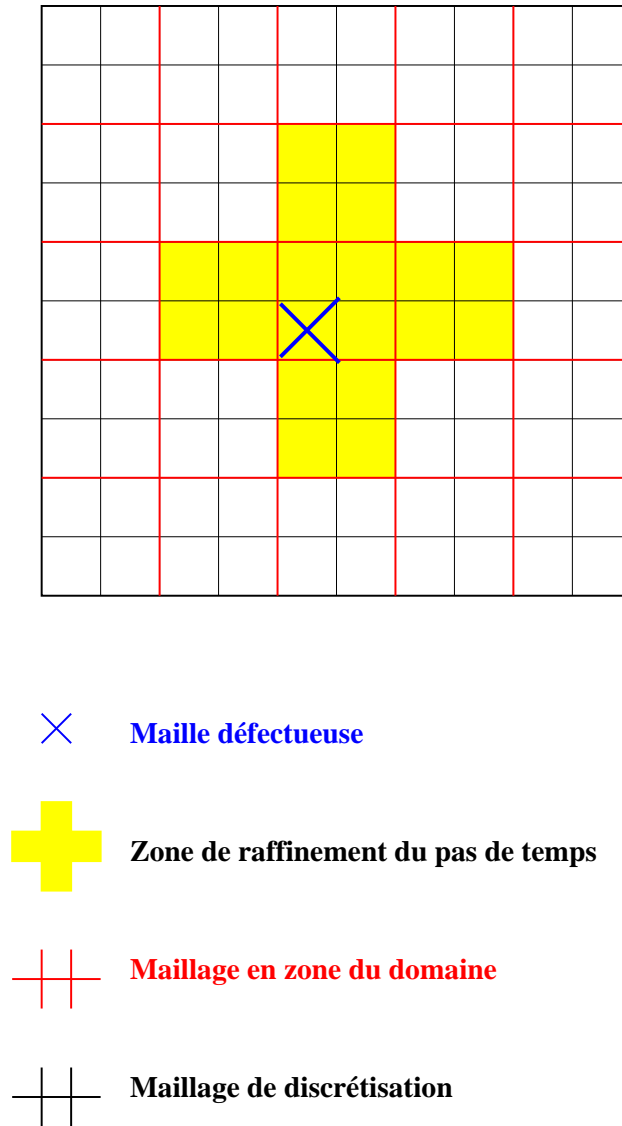 Maille défectueuse
Zone de raffinement du pas de temps
Maillage en zone du domaine
Maillage de discrétisation